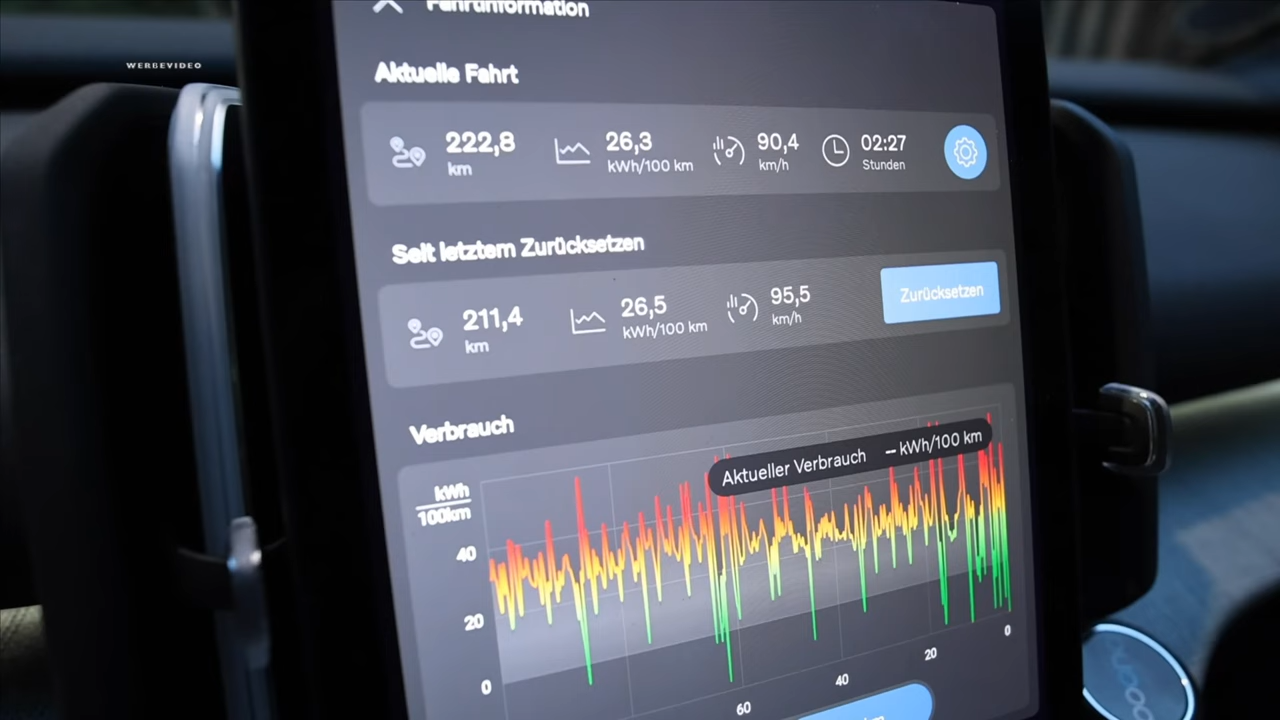 Fahrtinformation
WERBEVIDEO
Aktuelle Fahrt
222,8 km
26,3 kWh/100 km
90,4 km/h
02:27 Stunden
Seit letztem Zurücksetzen
211,4 km
26,5 kWh/100 km
95,5 km/h
Zurücksetzen
Verbrauch
Aktueller Verbrauch -- kWh/100 km
kWh
100km
40
20
0
60
40
20
0